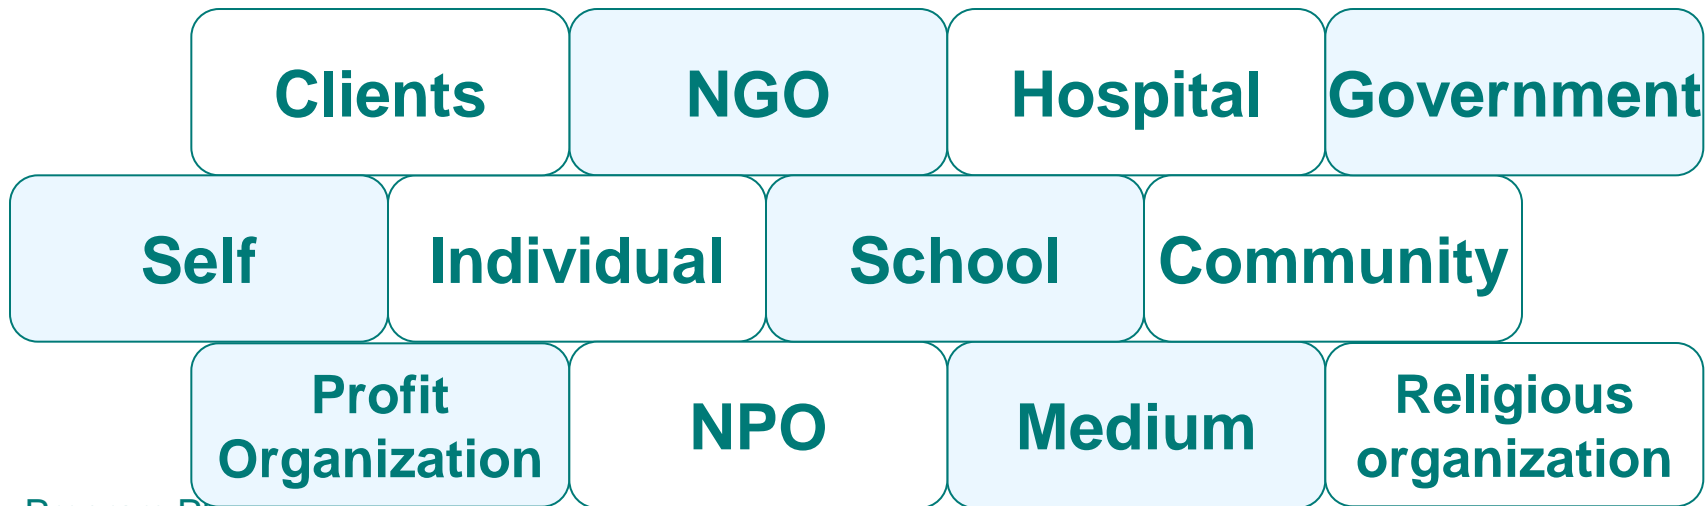 Clients NGO Hospital Government
Self Individual School Community
Profit
Organization
NPO Medium
Religious
organization